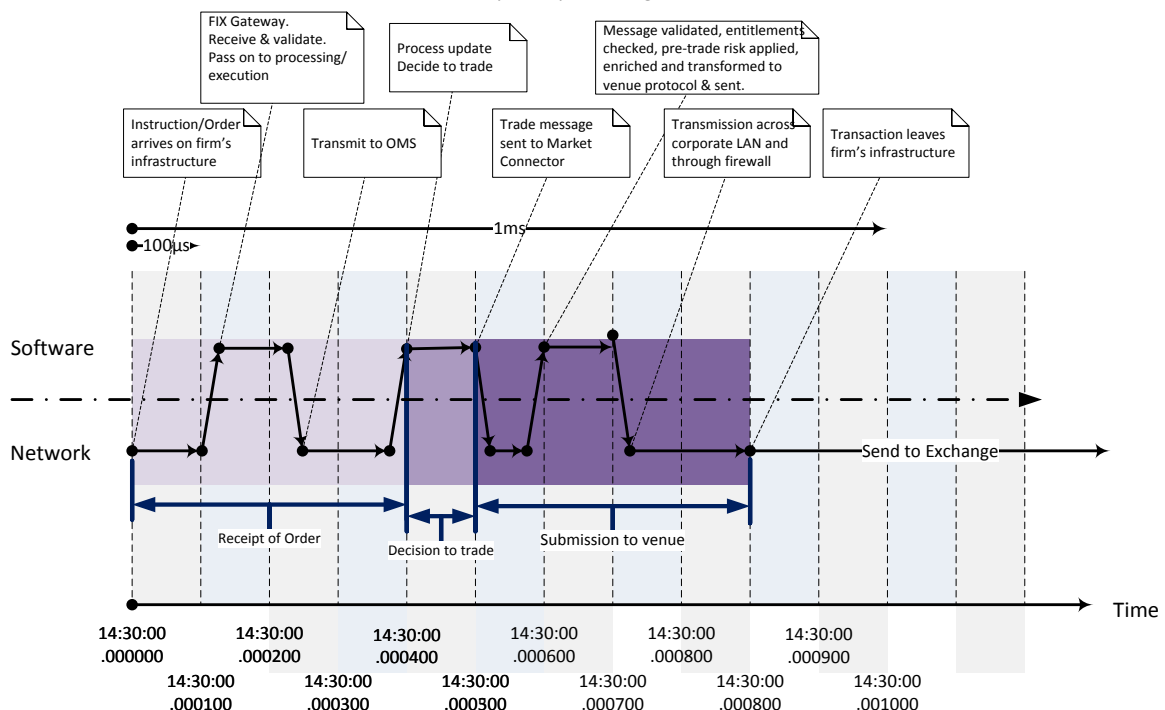 FIX Gateway.
Receive & validate.
Pass on to processing/
execution
Process update
Decide to trade
Message validated, entitlements
checked, pre-trade risk applied,
enriched and transformed to
venue protocol & sent.
Instruction/Order
arrives on firm's
infrastructure
Transmit to OMS
Trade message
sent to Market
Connector
Transmission across
corporate LAN and
through firewall
Transaction leaves
firm's infrastructure
1ms
100µs
Software
Network
Send to Exchange
Receipt of Order
Decision to trade
Submission to venue
Time
14:30:00
.000000
14:30:00
.000200
14:30:00
.000400
14:30:00
.000600
14:30:00
.000800
14:30:00
.000900
14:30:00
.000100
14:30:00
.000300
14:30:00
.000500
14:30:00
.000700
14:30:00
.000800
14:30:00
.001000